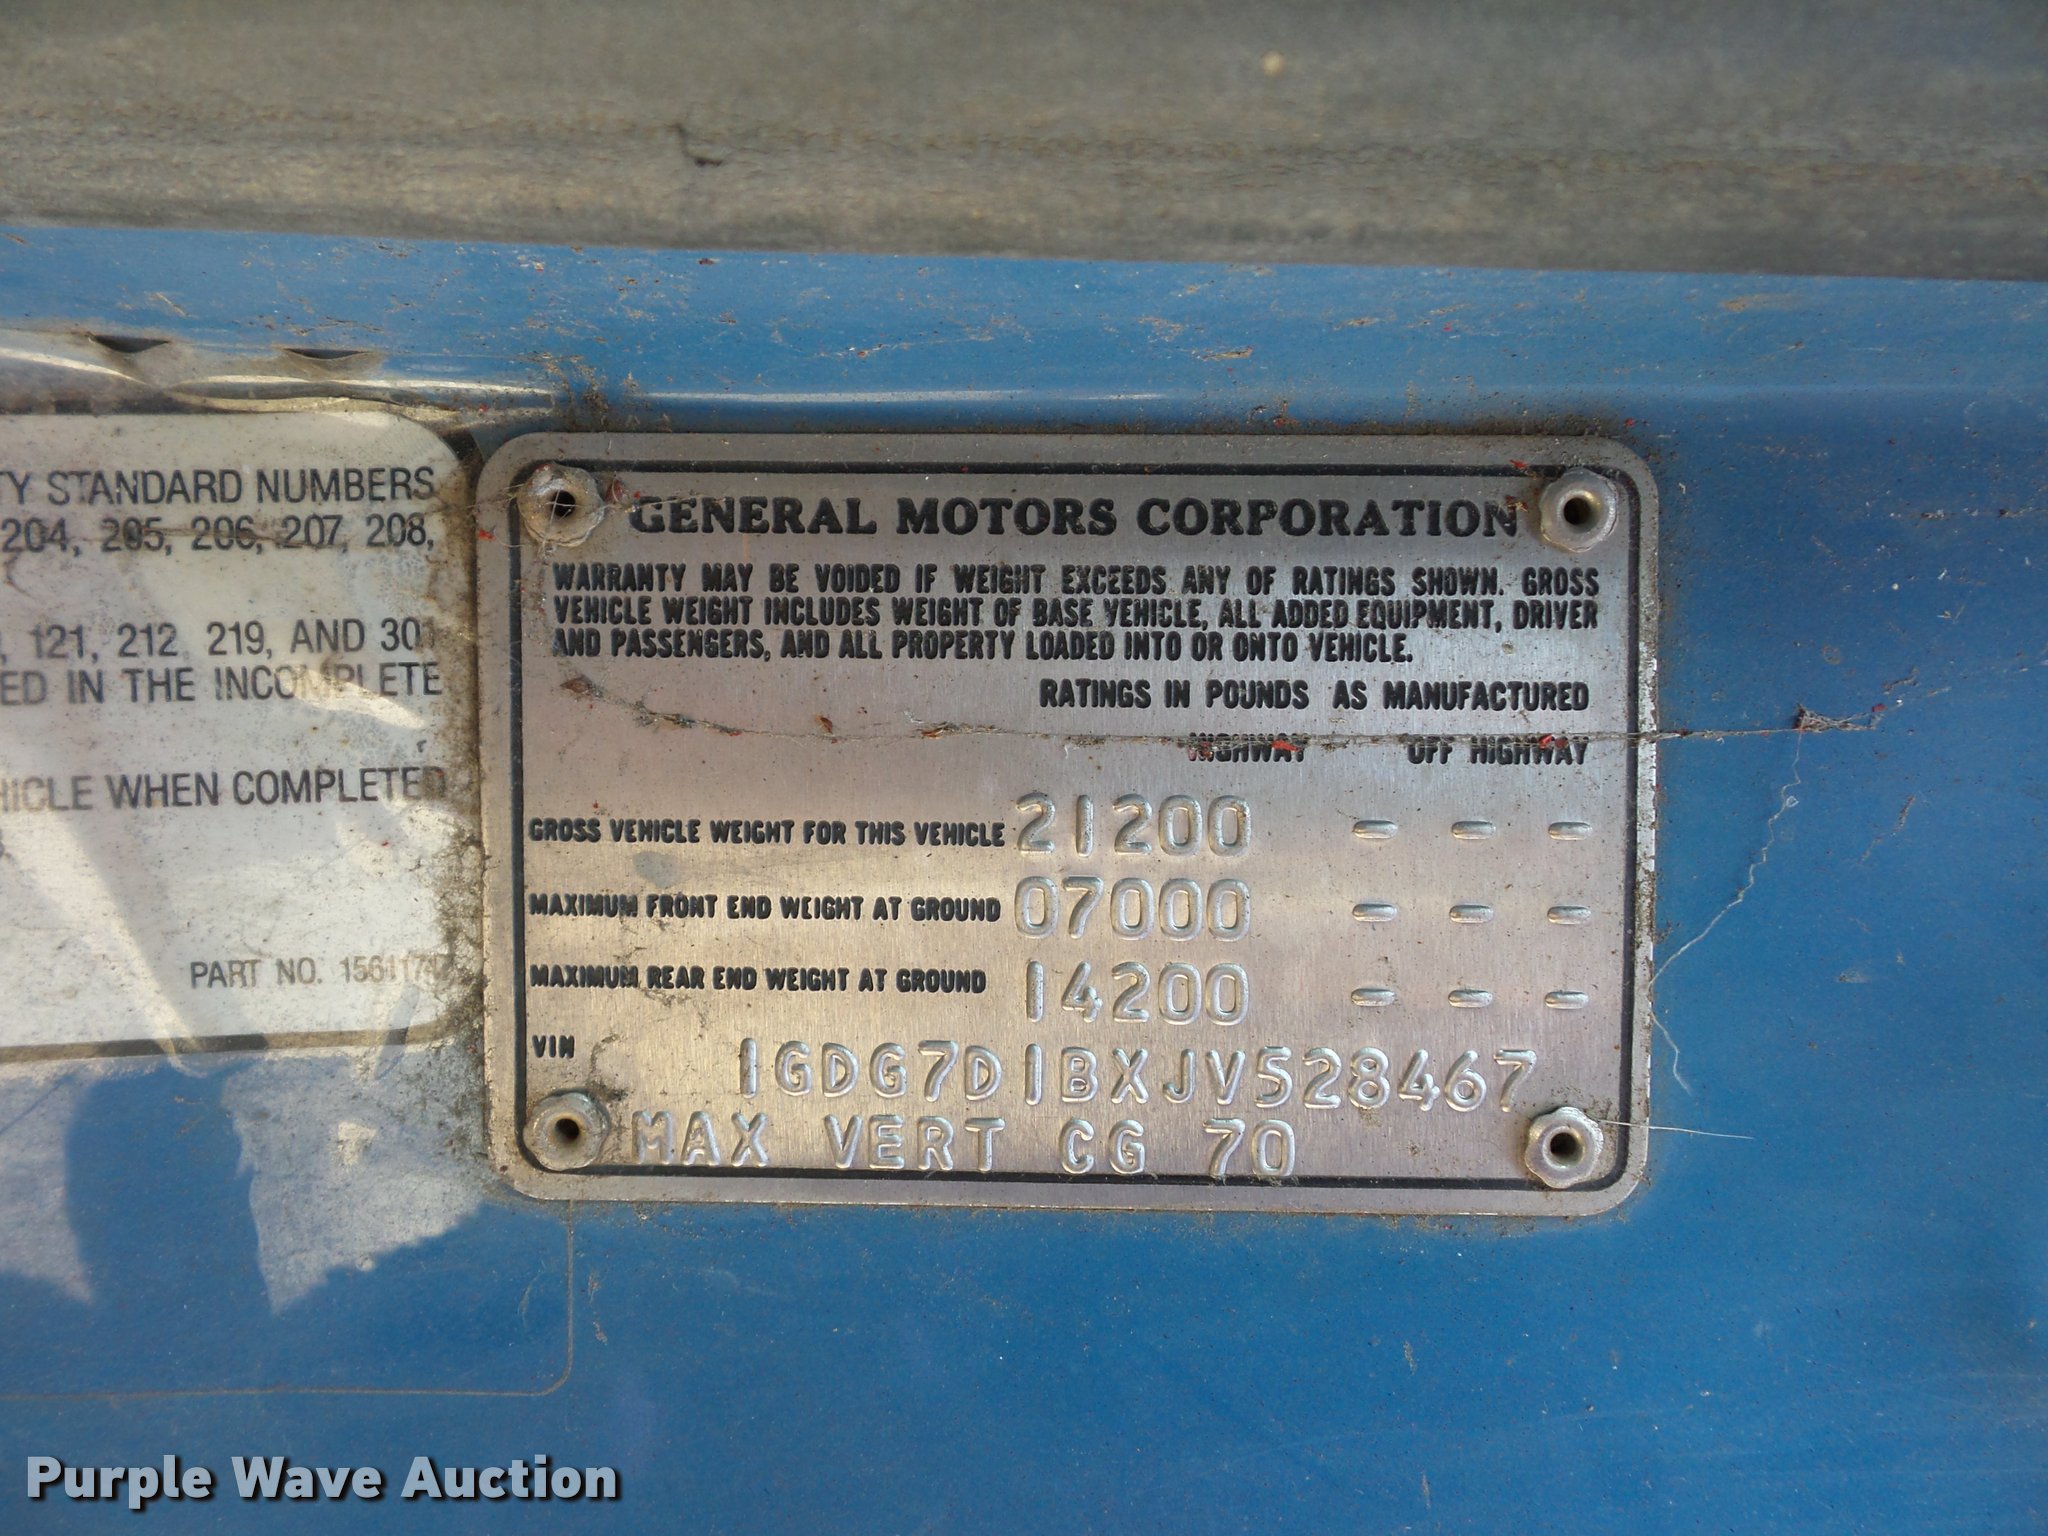 TY STANDARD NUMBERS
204, 205, 206, 207, 208,
121, 212, 219, AND 301
ED IN THE INCOMPLETE
HICLE WHEN COMPLETED
PART NO.
GENERAL MOTORS CORPORATION
WARRANTY MAY BE VOIDED IF WEIGHT EXCEEDS ANY OF RATINGS SHOWN. GROSS
VEHICLE WEIGHT INCLUDES WEIGHT OF BASE VEHICLE, ALL ADDED EQUIPMENT, DRIVER
AND PASSENGERS, AND ALL PROPERTY LOADED INTO OR ONTO VEHICLE.
RATINGS IN POUNDS AS MANUFACTURED
HIGHWAY OFF HIGHWAY
GROSS VEHICLE WEIGHT FOR THIS VEHICLE 21200 - - -
MAXIMUM FRONT END WEIGHT AT GROUND 07000 - - -
MAXIMUM REAR END WEIGHT AT GROUND 14200 - - -
VIN 1GDG7D1BXJV528467
MAX VERT CG 70
Purple Wave Auction